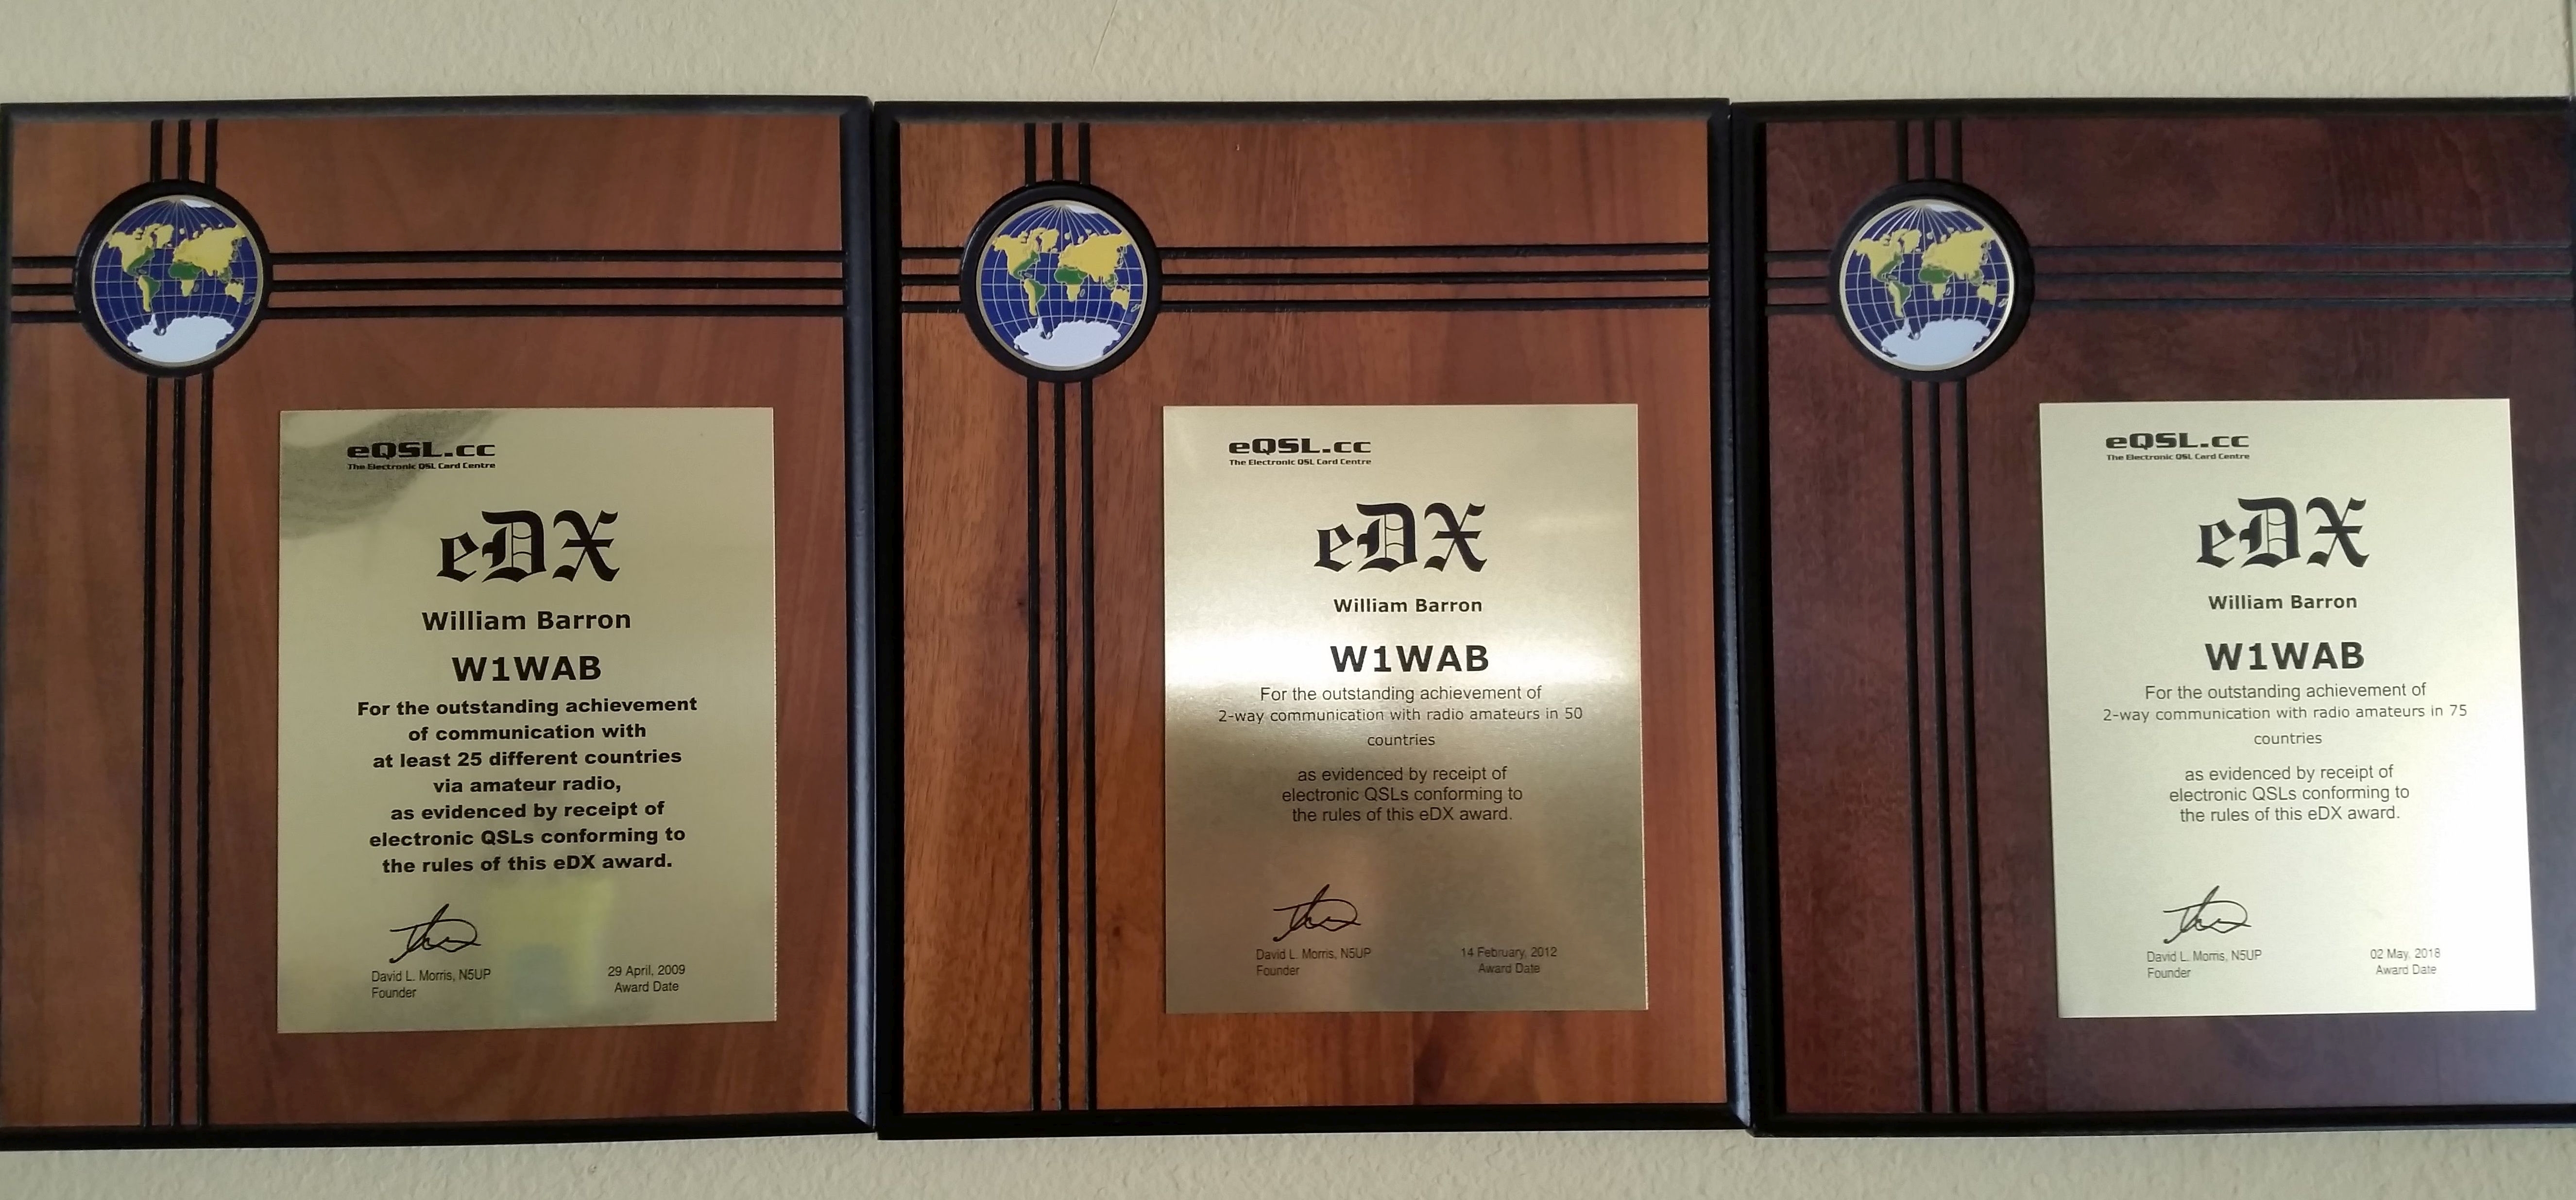 eQSL.cc
The Electronic QSL Card Centre
eDX
William Barron
W1WAB
For the outstanding achievement
of communication with
at least 25 different countries
via amateur radio,
as evidenced by receipt of
electronic QSLs conforming to
the rules of this eDX award.
David L. Morris, N5UP
Founder
29 April, 2009
Award Date
eQSL.cc
The Electronic QSL Card Centre
eDX
William Barron
W1WAB
For the outstanding achievement of
2-way communication with radio amateurs in 50
countries
as evidenced by receipt of
electronic QSLs conforming to
the rules of this eDX award.
David L. Morris, N5UP
Founder
14 February, 2012
Award Date
eQSL.cc
The Electronic QSL Card Centre
eDX
William Barron
W1WAB
For the outstanding achievement of
2-way communication with radio amateurs in 75
countries
as evidenced by receipt of
electronic QSLs conforming to
the rules of this eDX award.
David L. Morris, N5UP
Founder
02 May, 2018
Award Date